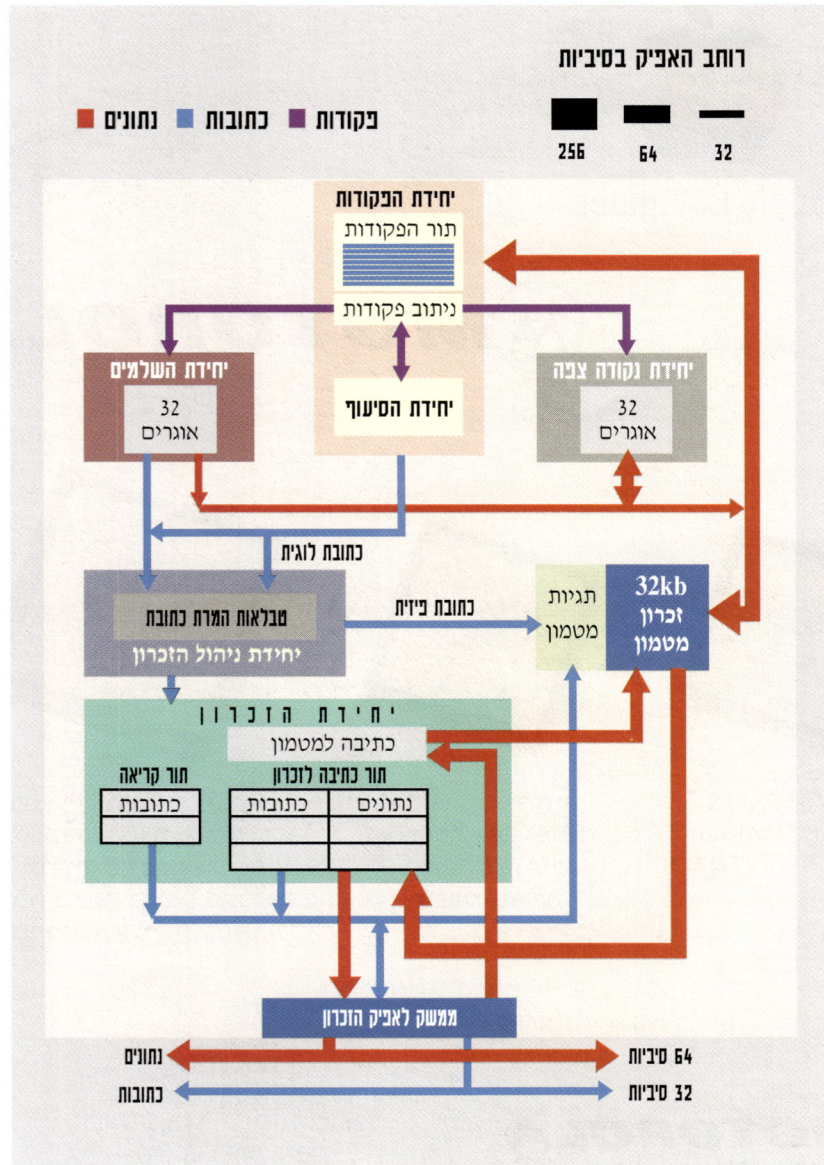 רוחב האפיק בסיביות
256 64 32
פקודות כתובות נתונים
יחידת הפקודות
תור הפקודות
ניתוב פקודות
יחידת הסיעוף
יחידת השלמים
32
אוגרים
יחידת נקודה צפה
32
אוגרים
כתובת לוגית
טבלאות המרת כתובת
יחידת ניהול הזכרון
כתובת פיזית
תגיות
מטמון
32kb
זכרון
מטמון
יחידת הזכרון
כתיבה למטמון
תור קריאה
כתובות
תור כתיבה לזכרון
נתונים כתובות
ממשק לאפיק הזכרון
64 סיביות נתונים
32 סיביות כתובות